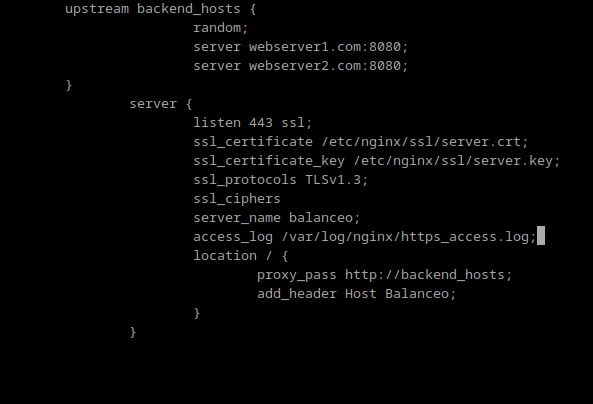 upstream backend_hosts {
random;
server webserver1.com:8080;
server webserver2.com:8080;
}
server {
listen 443 ssl;
ssl_certificate /etc/nginx/ssl/server.crt;
ssl_certificate_key /etc/nginx/ssl/server.key;
ssl_protocols TLSv1.3;
ssl_ciphers
server_name balanceo;
access_log /var/log/nginx/https_access.log;
location / {
proxy_pass http://backend_hosts;
add_header Host Balanceo;
}
}